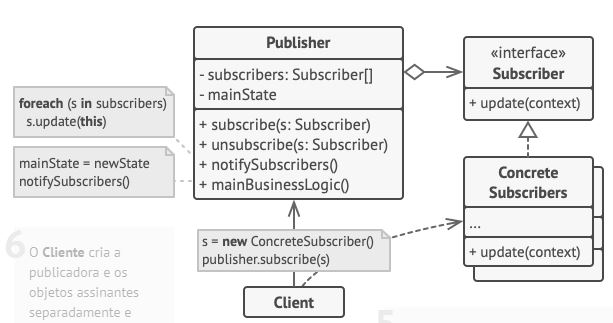 Publisher
- subscribers: Subscriber[]
- mainState
+ subscribe(s: Subscriber)
+ unsubscribe(s: Subscriber)
+ notifySubscribers()
+ mainBusinessLogic()
«interface»
Subscriber
+ update(context)
foreach (s in subscribers)
s.update(this)
mainState = newState
notifySubscribers()
Concrete
Subscribers
...
+ update(context)
s = new ConcreteSubscriber()
publisher.subscribe(s)
Client
6
O Cliente cria a
publicadora e os
objetos assinantes
separadamente e
5